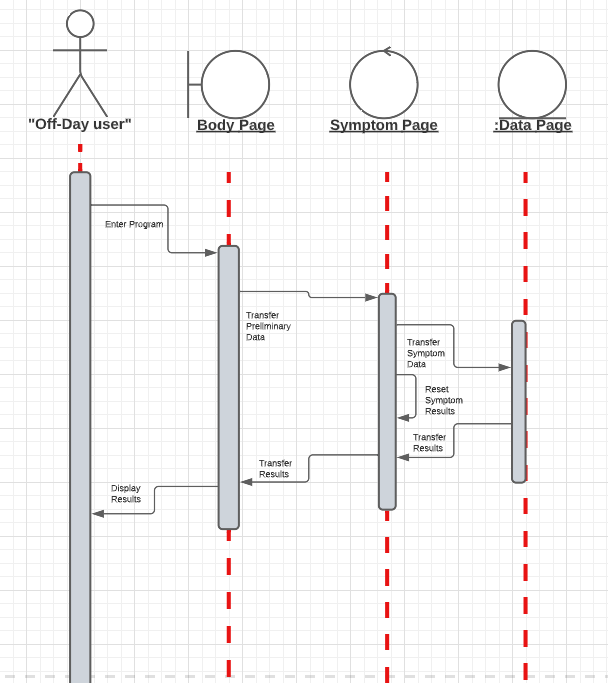 "Off-Day user"
Body Page
Symptom Page
:Data Page
Enter Program
Transfer
Preliminary
Data
Transfer
Symptom
Data
Reset
Symptom
Results
Transfer
Results
Transfer
Results
Display
Results